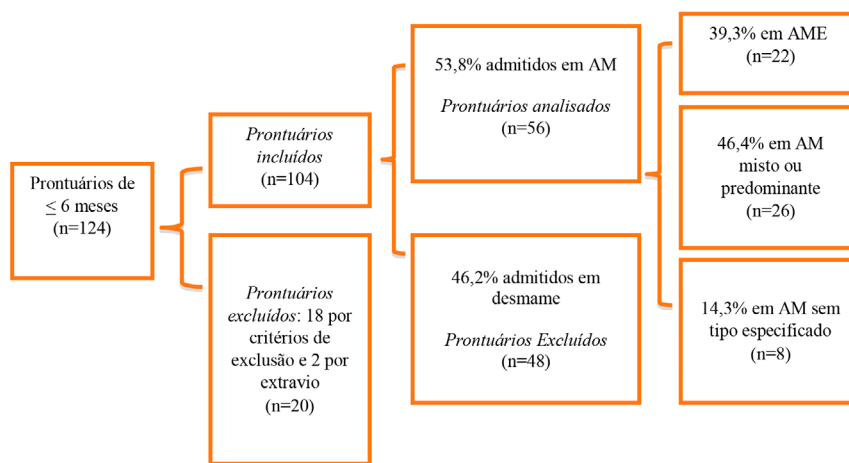 Prontuários de
≤ 6 meses
(n=124)
Prontuários
incluídos
(n=104)
Prontuários
excluídos: 18 por
critérios de
exclusão e 2 por
extravio
(n=20)
53,8% admitidos em AM
Prontuários analisados
(n=56)
46,2% admitidos em
desmame
Prontuários Excluídos
(n=48)
39,3% em AME
(n=22)
46,4% em AM
misto ou
predominante
(n=26)
14,3% em AM sem
tipo especificado
(n=8)